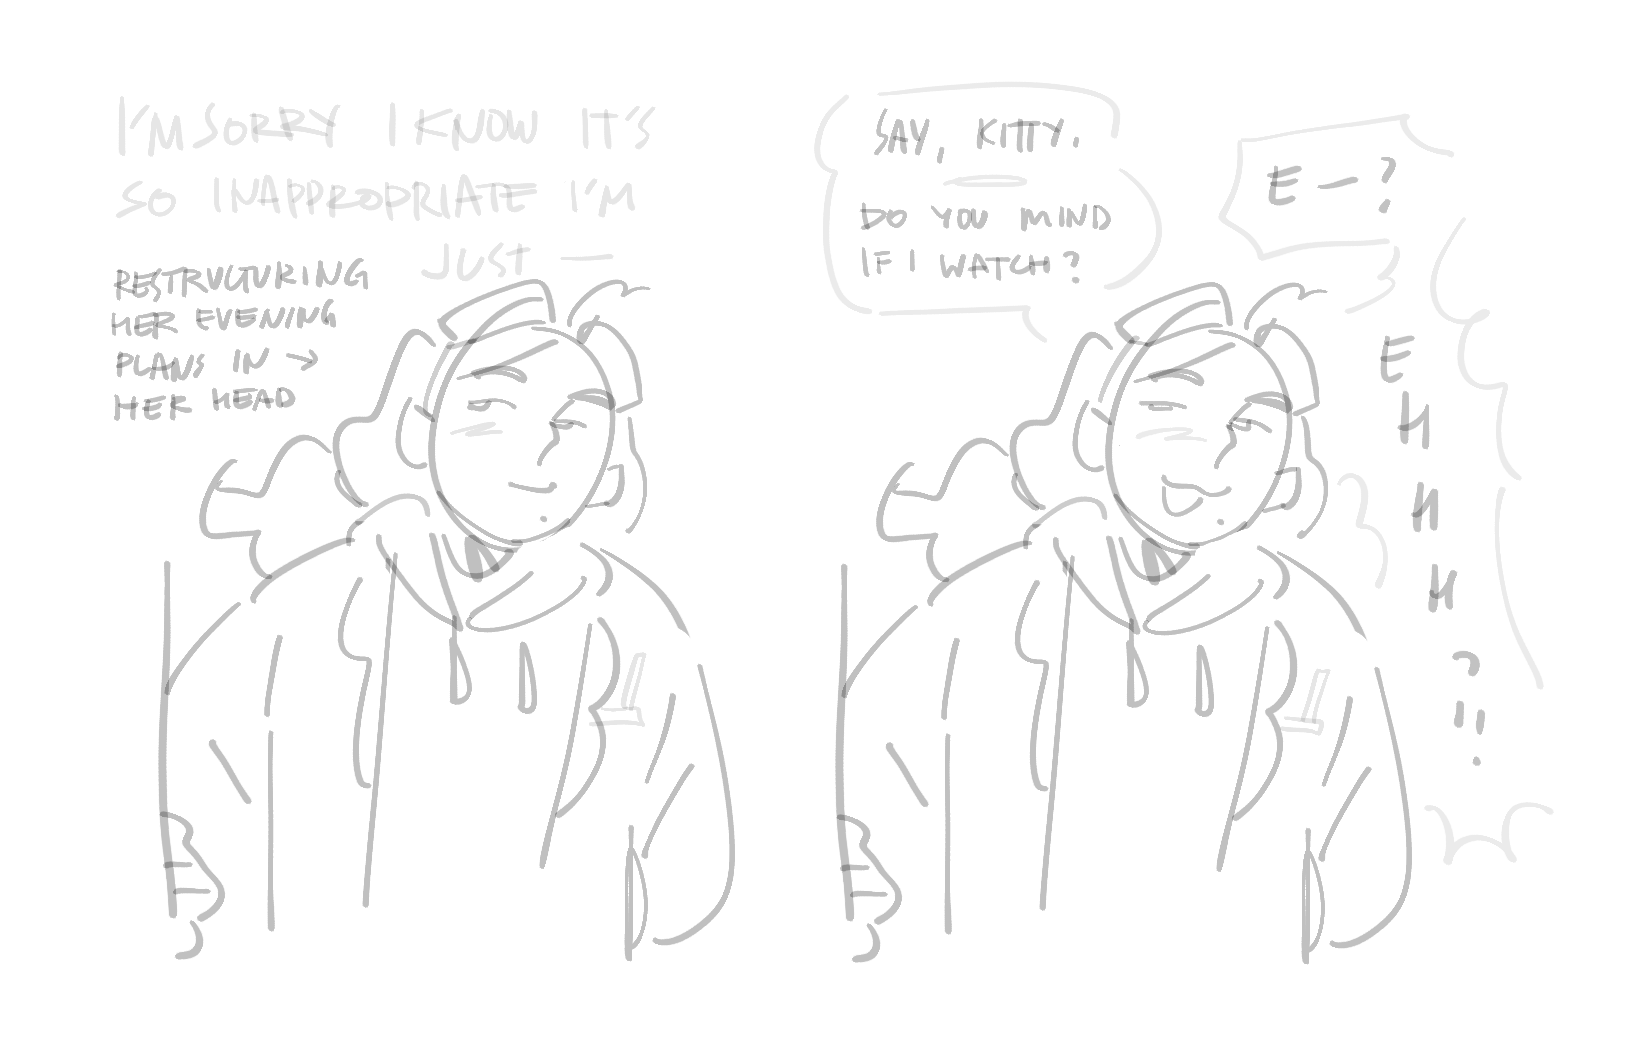 I'M SORRY I KNOW IT'S
SO INAPPROPRIATE I'M
JUST —
RESTRUCTURING
HER EVENING
PLANS IN →
HER HEAD
SAY, KITTY.
DO YOU MIND
IF I WATCH?
E—?
EHHHH?!!